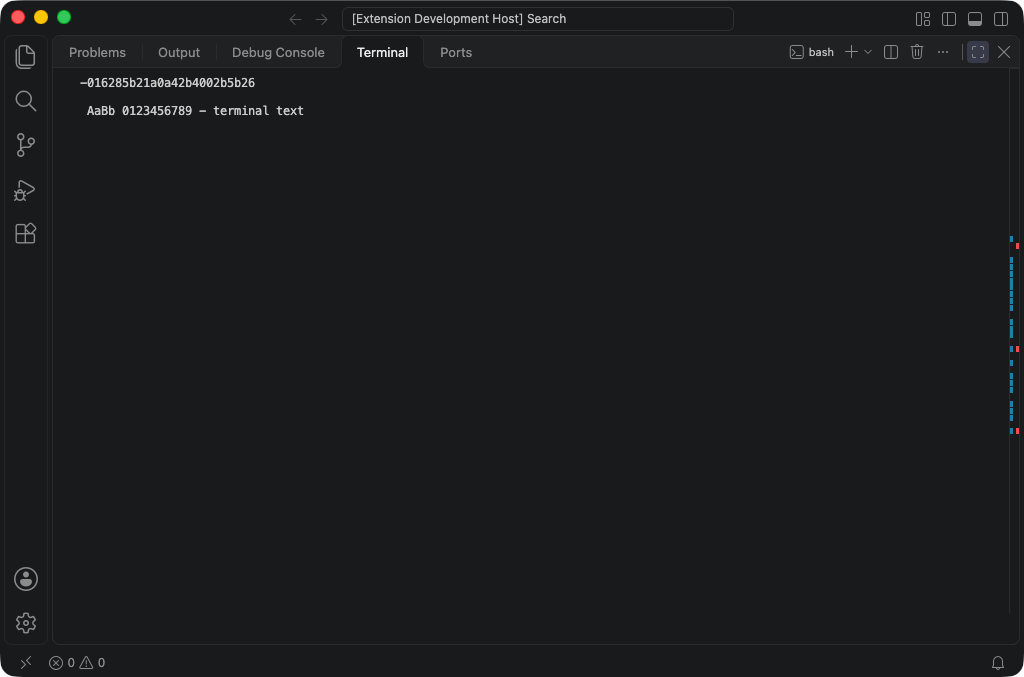 [Extension Development Host] Search
Problems Output Debug Console Terminal Ports bash
−016285b21a0a42b4002b5b26
AaBb 0123456789 − terminal text
0 0